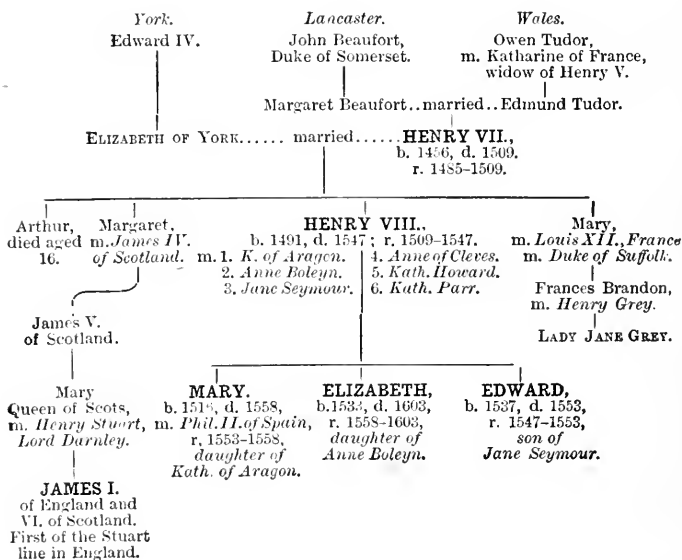 York.
Edward IV.
Lancaster.
John Beaufort,
Duke of Somerset.
Wales.
Owen Tudor,
m. Katharine of France,
widow of Henry V.
Margaret Beaufort..married..Edmund Tudor.
ELIZABETH OF YORK...... married......HENRY VII.,
b. 1456, d. 1509.
r. 1485-1509.
Arthur,
died aged
16.
Margaret,
m. James IV.
of Scotland.
HENRY VIII.,
b. 1491, d. 1547; r. 1509-1547.
m. 1. K. of Aragon.
2. Anne Boleyn.
3. Jane Seymour.
4. Anne of Cleves.
5. Kath. Howard.
6. Kath. Parr.
Mary,
m. Louis XII., France
m. Duke of Suffolk.
Frances Brandon,
m. Henry Grey.
LADY JANE GREY.
James V.
of Scotland.
Mary
Queen of Scots,
m. Henry Stuart,
Lord Darnley.
JAMES I.
of England and
VI. of Scotland.
First of the Stuart
line in England.
MARY.
b. 1516, d. 1558,
m. Phil. II. of Spain,
r. 1553-1558,
daughter of
Kath. of Aragon.
ELIZABETH,
b. 1533, d. 1603,
r. 1558-1603,
daughter of
Anne Boleyn.
EDWARD,
b. 1537, d. 1553,
r. 1547-1553,
son of
Jane Seymour.